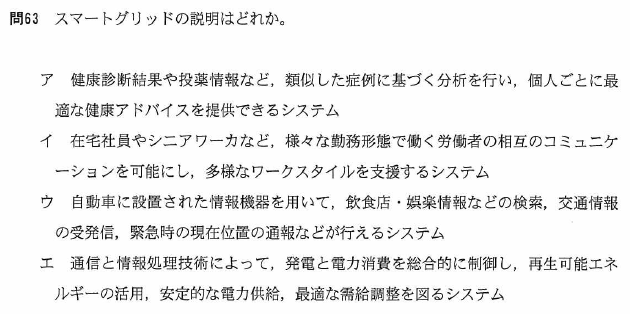 問63 スマートグリッドの説明はどれか。
ア 健康診断結果や投薬情報など，類似した症例に基づく分析を行い，個人ごとに最
適な健康アドバイスを提供できるシステム
イ 在宅社員やシニアワーカなど，様々な勤務形態で働く労働者の相互のコミュニケ
ーションを可能にし，多様なワークスタイルを支援するシステム
ウ 自動車に設置された情報機器を用いて，飲食店・娯楽情報などの検索，交通情報
の受発信，緊急時の現在位置の通報などが行えるシステム
エ 通信と情報処理技術によって，発電と電力消費を総合的に制御し，再生可能エネ
ルギーの活用，安定的な電力供給，最適な需給調整を図るシステム